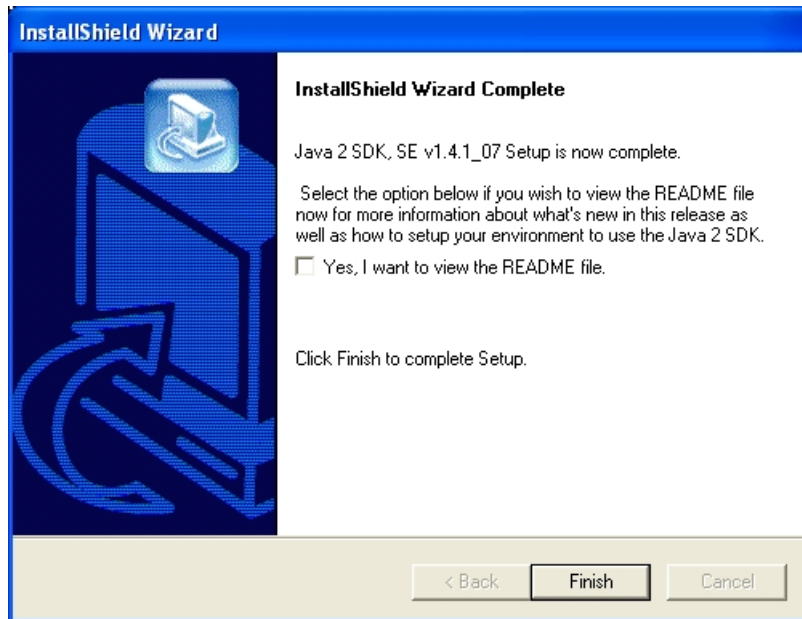 InstallShield Wizard
InstallShield Wizard Complete
Java 2 SDK, SE v1.4.1_07 Setup is now complete.
Select the option below if you wish to view the README file
now for more information about what's new in this release as
well as how to setup your environment to use the Java 2 SDK.
Yes, I want to view the README file.
Click Finish to complete Setup.
< Back Finish Cancel